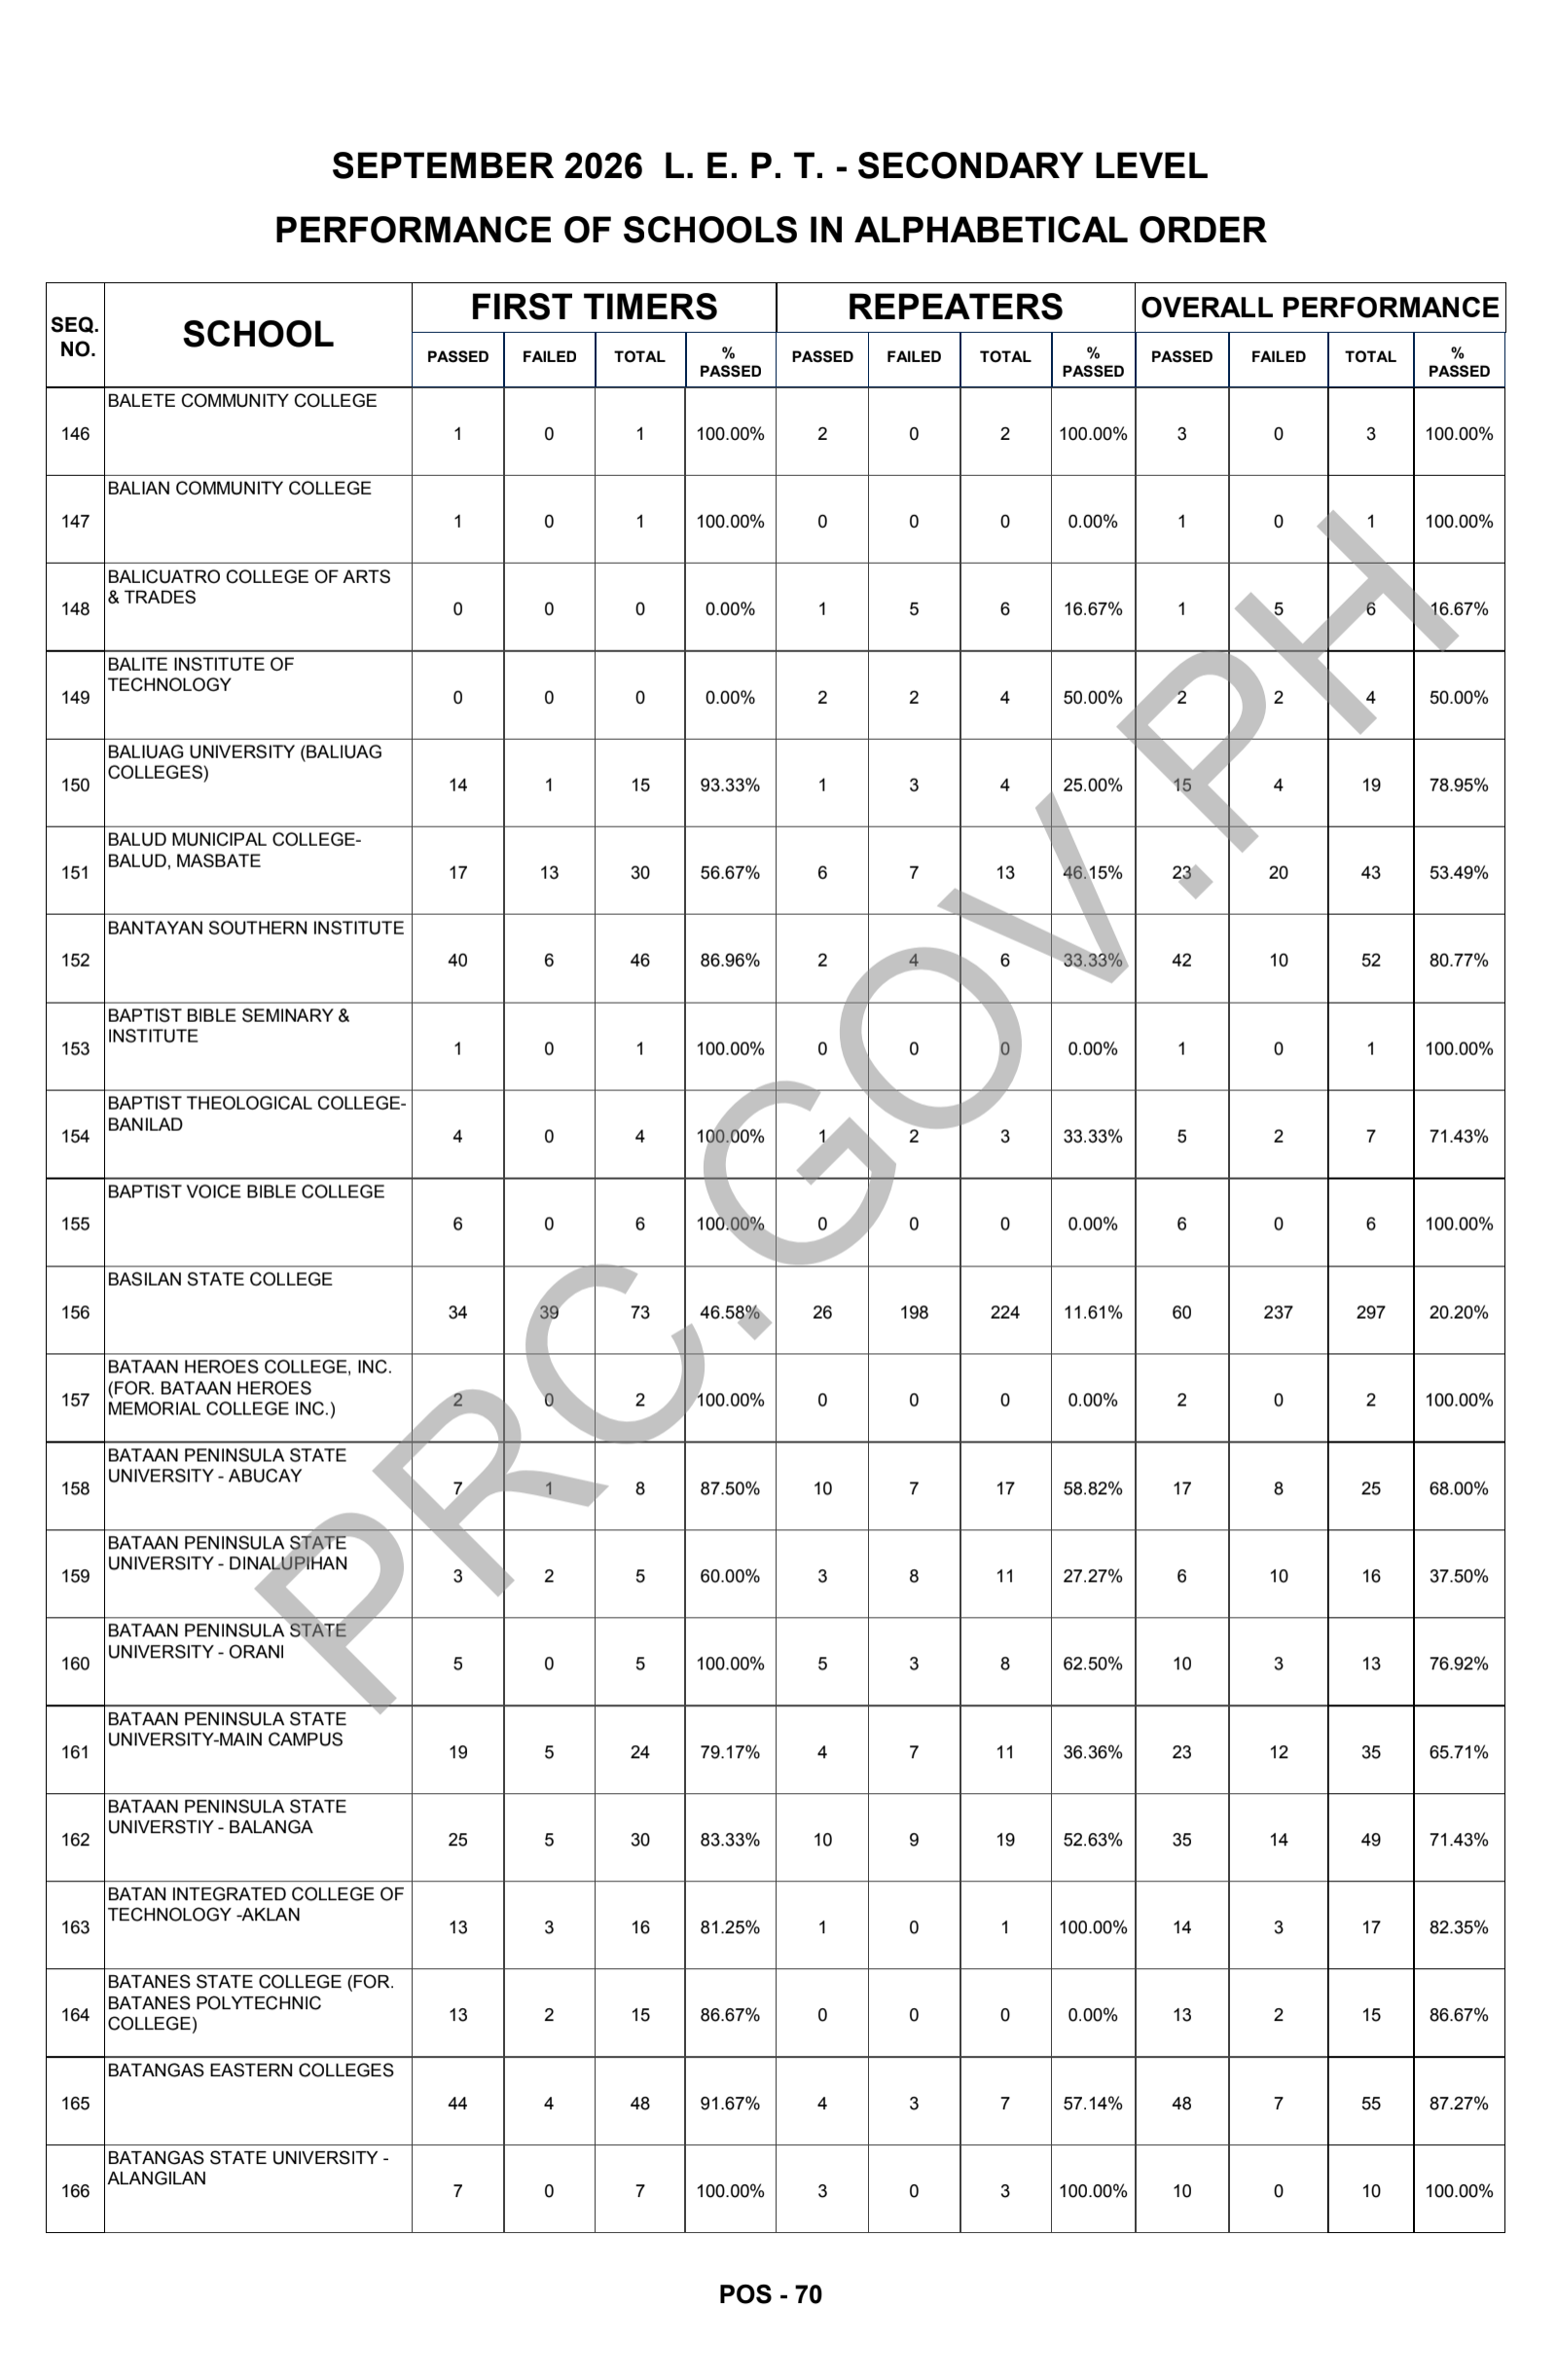 SEPTEMBER 2026 L. E. P. T. - SECONDARY LEVEL
PERFORMANCE OF SCHOOLS IN ALPHABETICAL ORDER
SEQ. NO. SCHOOL FIRST TIMERS REPEATERS OVERALL PERFORMANCE
PASSED FAILED TOTAL % PASSED PASSED FAILED TOTAL % PASSED PASSED FAILED TOTAL % PASSED
146 BALETE COMMUNITY COLLEGE 1 0 1 100.00% 2 0 2 100.00% 3 0 3 100.00%
147 BALIAN COMMUNITY COLLEGE 1 0 1 100.00% 0 0 0 0.00% 1 0 1 100.00%
148 BALICUATRO COLLEGE OF ARTS & TRADES 0 0 0 0.00% 1 5 6 16.67% 1 5 6 16.67%
149 BALITE INSTITUTE OF TECHNOLOGY 0 0 0 0.00% 2 2 4 50.00% 2 2 4 50.00%
150 BALIUAG UNIVERSITY (BALIUAG COLLEGES) 14 1 15 93.33% 1 3 4 25.00% 15 4 19 78.95%
151 BALUD MUNICIPAL COLLEGE-BALUD, MASBATE 17 13 30 56.67% 6 7 13 46.15% 23 20 43 53.49%
152 BANTAYAN SOUTHERN INSTITUTE 40 6 46 86.96% 2 4 6 33.33% 42 10 52 80.77%
153 BAPTIST BIBLE SEMINARY & INSTITUTE 1 0 1 100.00% 0 0 0 0.00% 1 0 1 100.00%
154 BAPTIST THEOLOGICAL COLLEGE-BANILAD 4 0 4 100.00% 1 2 3 33.33% 5 2 7 71.43%
155 BAPTIST VOICE BIBLE COLLEGE 6 0 6 100.00% 0 0 0 0.00% 6 0 6 100.00%
156 BASILAN STATE COLLEGE 34 39 73 46.58% 26 198 224 11.61% 60 237 297 20.20%
157 BATAAN HEROES COLLEGE, INC. (FOR. BATAAN HEROES MEMORIAL COLLEGE INC.) 2 0 2 100.00% 0 0 0 0.00% 2 0 2 100.00%
158 BATAAN PENINSULA STATE UNIVERSITY - ABUCAY 7 1 8 87.50% 10 7 17 58.82% 17 8 25 68.00%
159 BATAAN PENINSULA STATE UNIVERSITY - DINALUPIHAN 3 2 5 60.00% 3 8 11 27.27% 6 10 16 37.50%
160 BATAAN PENINSULA STATE UNIVERSITY - ORANI 5 0 5 100.00% 5 3 8 62.50% 10 3 13 76.92%
161 BATAAN PENINSULA STATE UNIVERSITY-MAIN CAMPUS 19 5 24 79.17% 4 7 11 36.36% 23 12 35 65.71%
162 BATAAN PENINSULA STATE UNIVERSTIY - BALANGA 25 5 30 83.33% 10 9 19 52.63% 35 14 49 71.43%
163 BATAN INTEGRATED COLLEGE OF TECHNOLOGY -AKLAN 13 3 16 81.25% 1 0 1 100.00% 14 3 17 82.35%
164 BATANES STATE COLLEGE (FOR. BATANES POLYTECHNIC COLLEGE) 13 2 15 86.67% 0 0 0 0.00% 13 2 15 86.67%
165 BATANGAS EASTERN COLLEGES 44 4 48 91.67% 4 3 7 57.14% 48 7 55 87.27%
166 BATANGAS STATE UNIVERSITY - ALANGILAN 7 0 7 100.00% 3 0 3 100.00% 10 0 10 100.00%
PRC.GOV.PH
POS - 70